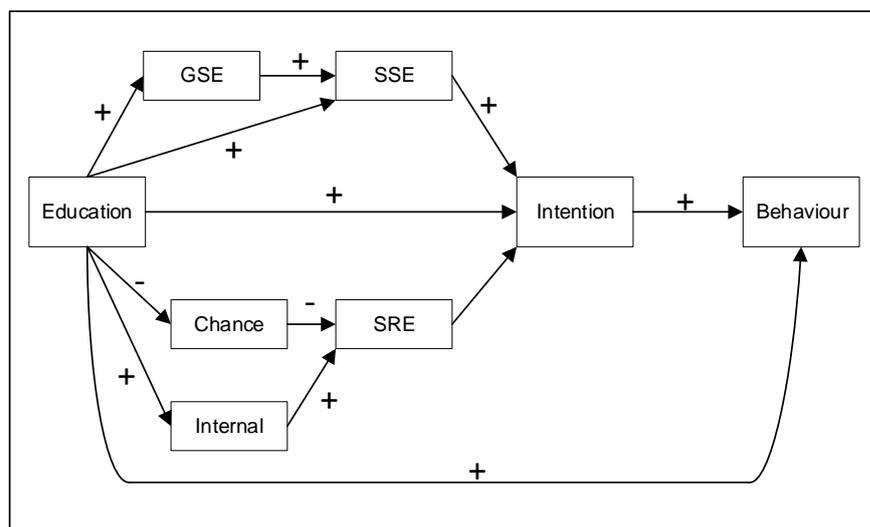 GSE
+
SSE
+
+
+
Education
+
Intention
+
Behaviour
-
Chance
-
SRE
+
Internal
+
+